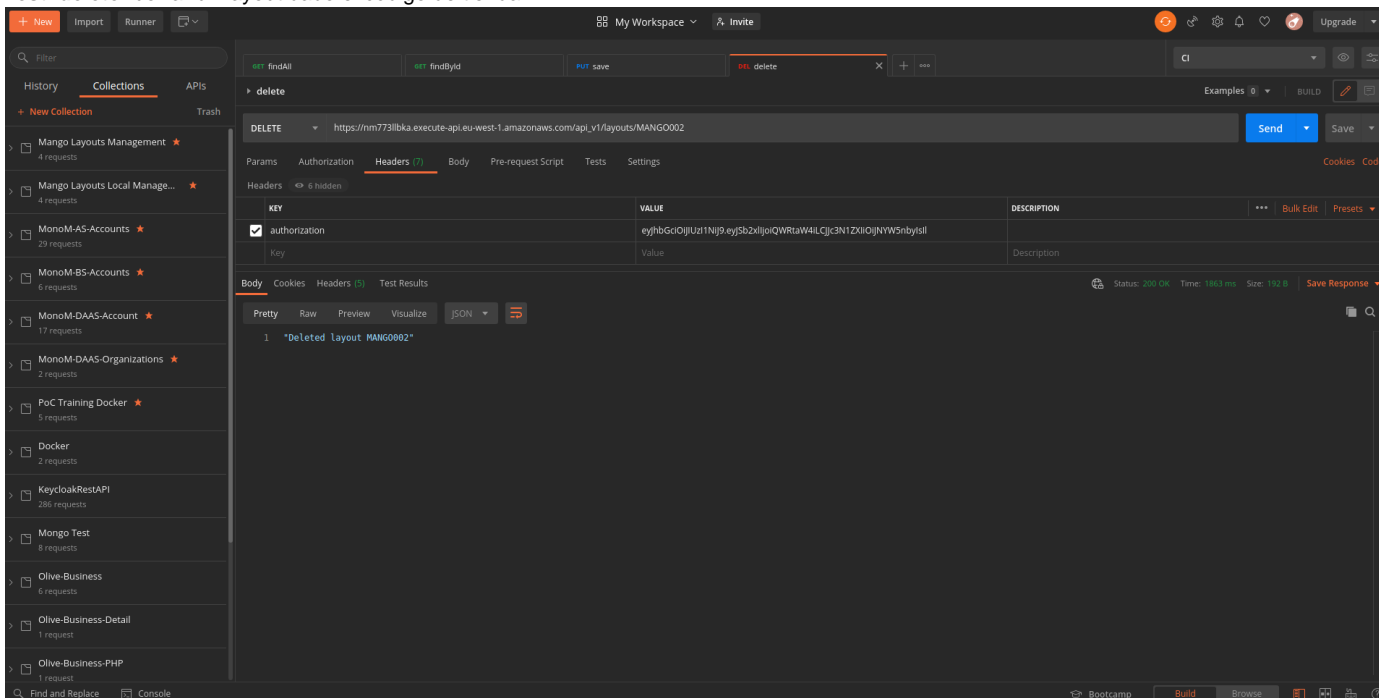 + New Import Runner My Workspace Invite Upgrade
Filter
History Collections APIs
+ New Collection Trash
Mango Layouts Management
4 requests
Mango Layouts Local Manage...
4 requests
MonoM-AS-Accounts
29 requests
MonoM-BS-Accounts
6 requests
MonoM-DAAS-Account
17 requests
MonoM-DAAS-Organizations
2 requests
PoC Training Docker
5 requests
Docker
2 requests
KeycloakRestAPI
286 requests
Mongo Test
8 requests
Olive-Business
6 requests
Olive-Business-Detail
1 request
Olive-Business-PHP
1 request
GET findAll GET findById PUT save DEL delete CI
delete Examples 0 BUILD
DELETE https://nm773llbka.execute-api.eu-west-1.amazonaws.com/api_v1/layouts/MANGO002 Send Save
Params Authorization Headers (7) Body Pre-request Script Tests Settings Cookies Cod
Headers 6 hidden
KEY VALUE DESCRIPTION Bulk Edit Presets
authorization eyJhbGciOiJIUzI1NiJ9.eyJSb2xlIjoiQWRtaW4iLCJJc3N1ZXIiOiJNYW5nbyIsIl
Key Value Description
Body Cookies Headers (5) Test Results Status: 200 OK Time: 1863 ms Size: 192 B Save Response
Pretty Raw Preview Visualize JSON
1 "Deleted layout MANGO002"
Find and Replace Console Bootcamp Build Browse